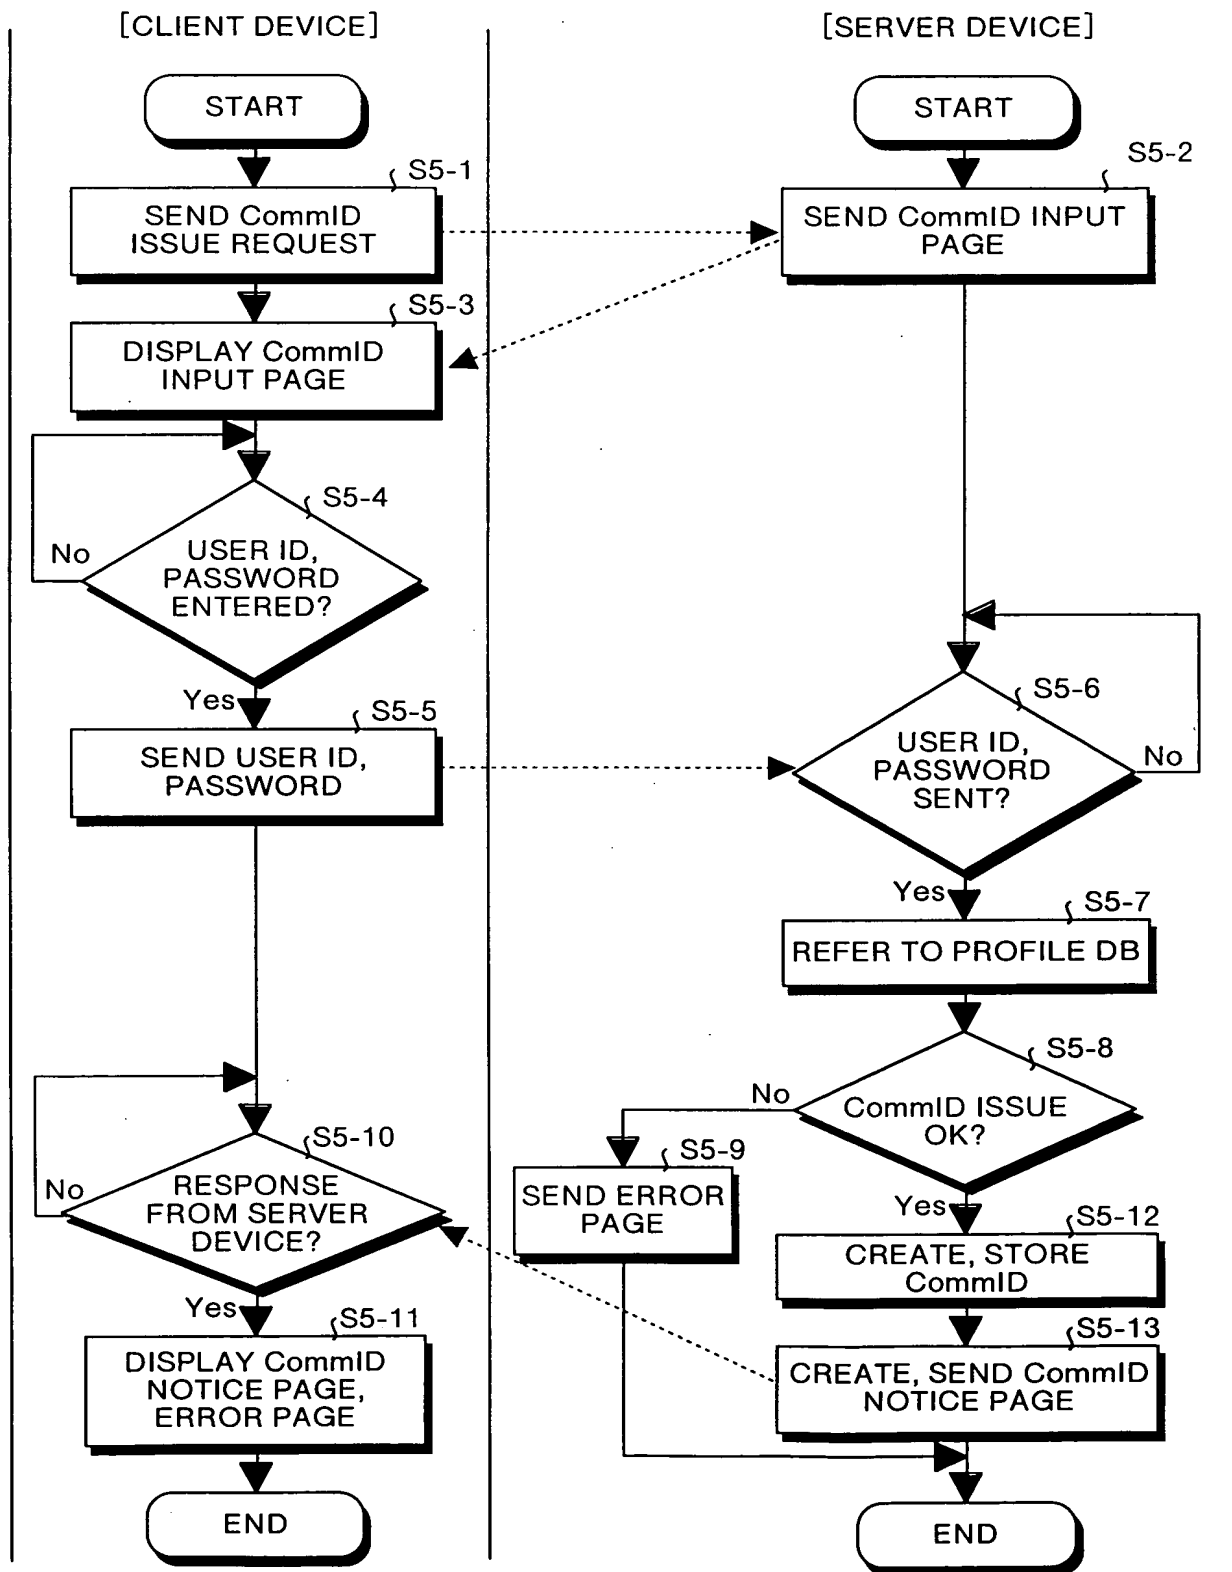 [CLIENT DEVICE]
[SERVER DEVICE]
START
S5-1
SEND CommID
ISSUE REQUEST
S5-3
DISPLAY CommID
INPUT PAGE
S5-4
USER ID,
PASSWORD
ENTERED?
No
Yes
S5-5
SEND USER ID,
PASSWORD
S5-10
RESPONSE
FROM SERVER
DEVICE?
No
Yes
S5-11
DISPLAY CommID
NOTICE PAGE,
ERROR PAGE
END
START
S5-2
SEND CommID INPUT
PAGE
S5-6
USER ID,
PASSWORD
SENT?
No
Yes
S5-7
REFER TO PROFILE DB
S5-8
CommID ISSUE
OK?
No
S5-9
SEND ERROR
PAGE
Yes
S5-12
CREATE, STORE
CommID
S5-13
CREATE, SEND CommID
NOTICE PAGE
END